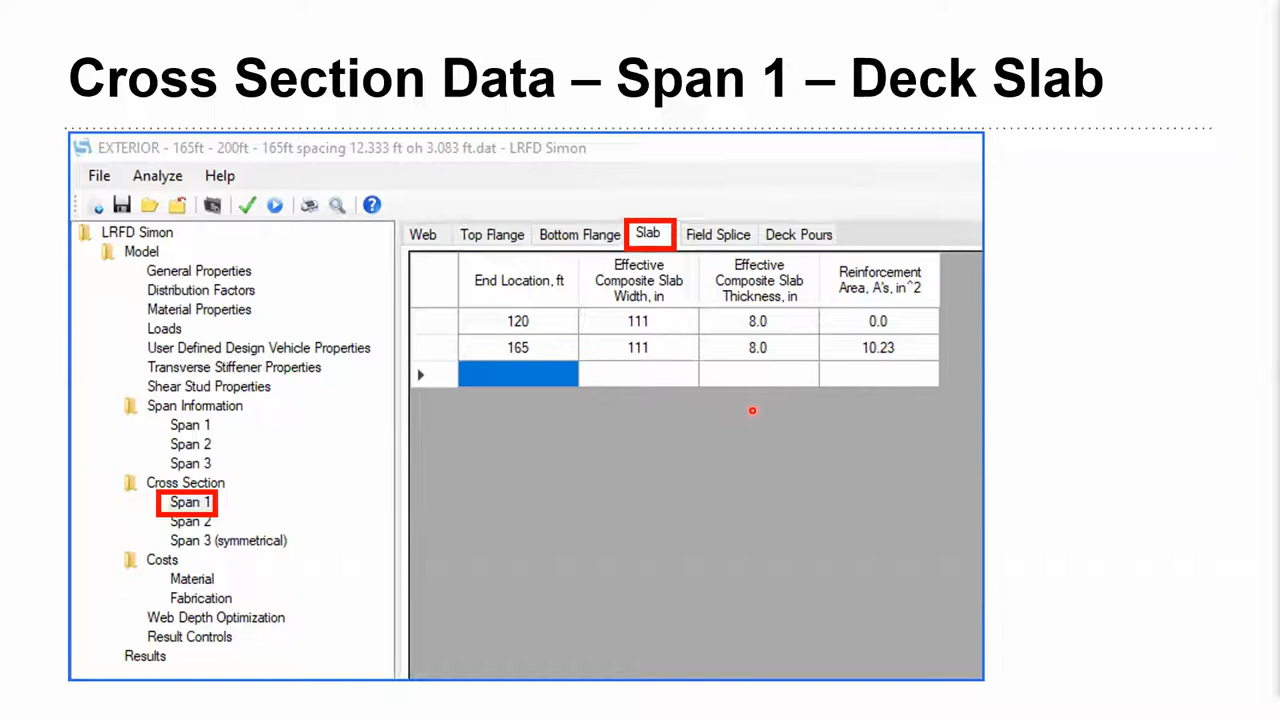 Cross Section Data – Span 1 – Deck Slab
EXTERIOR - 165ft - 200ft - 165ft spacing 12.333 ft oh 3.083 ft.dat - LRFD Simon
File Analyze Help
LRFD Simon
Model
General Properties
Distribution Factors
Material Properties
Loads
User Defined Design Vehicle Properties
Transverse Stiffener Properties
Shear Stud Properties
Span Information
Span 1
Span 2
Span 3
Cross Section
Span 1
Span 2
Span 3 (symmetrical)
Costs
Material
Fabrication
Web Depth Optimization
Result Controls
Results
Web Top Flange Bottom Flange Slab Field Splice Deck Pours
End Location, ft
Effective
Composite Slab
Width, in
Effective
Composite Slab
Thickness, in
Reinforcement
Area, A's, in^2
120 111 8.0 0.0
165 111 8.0 10.23